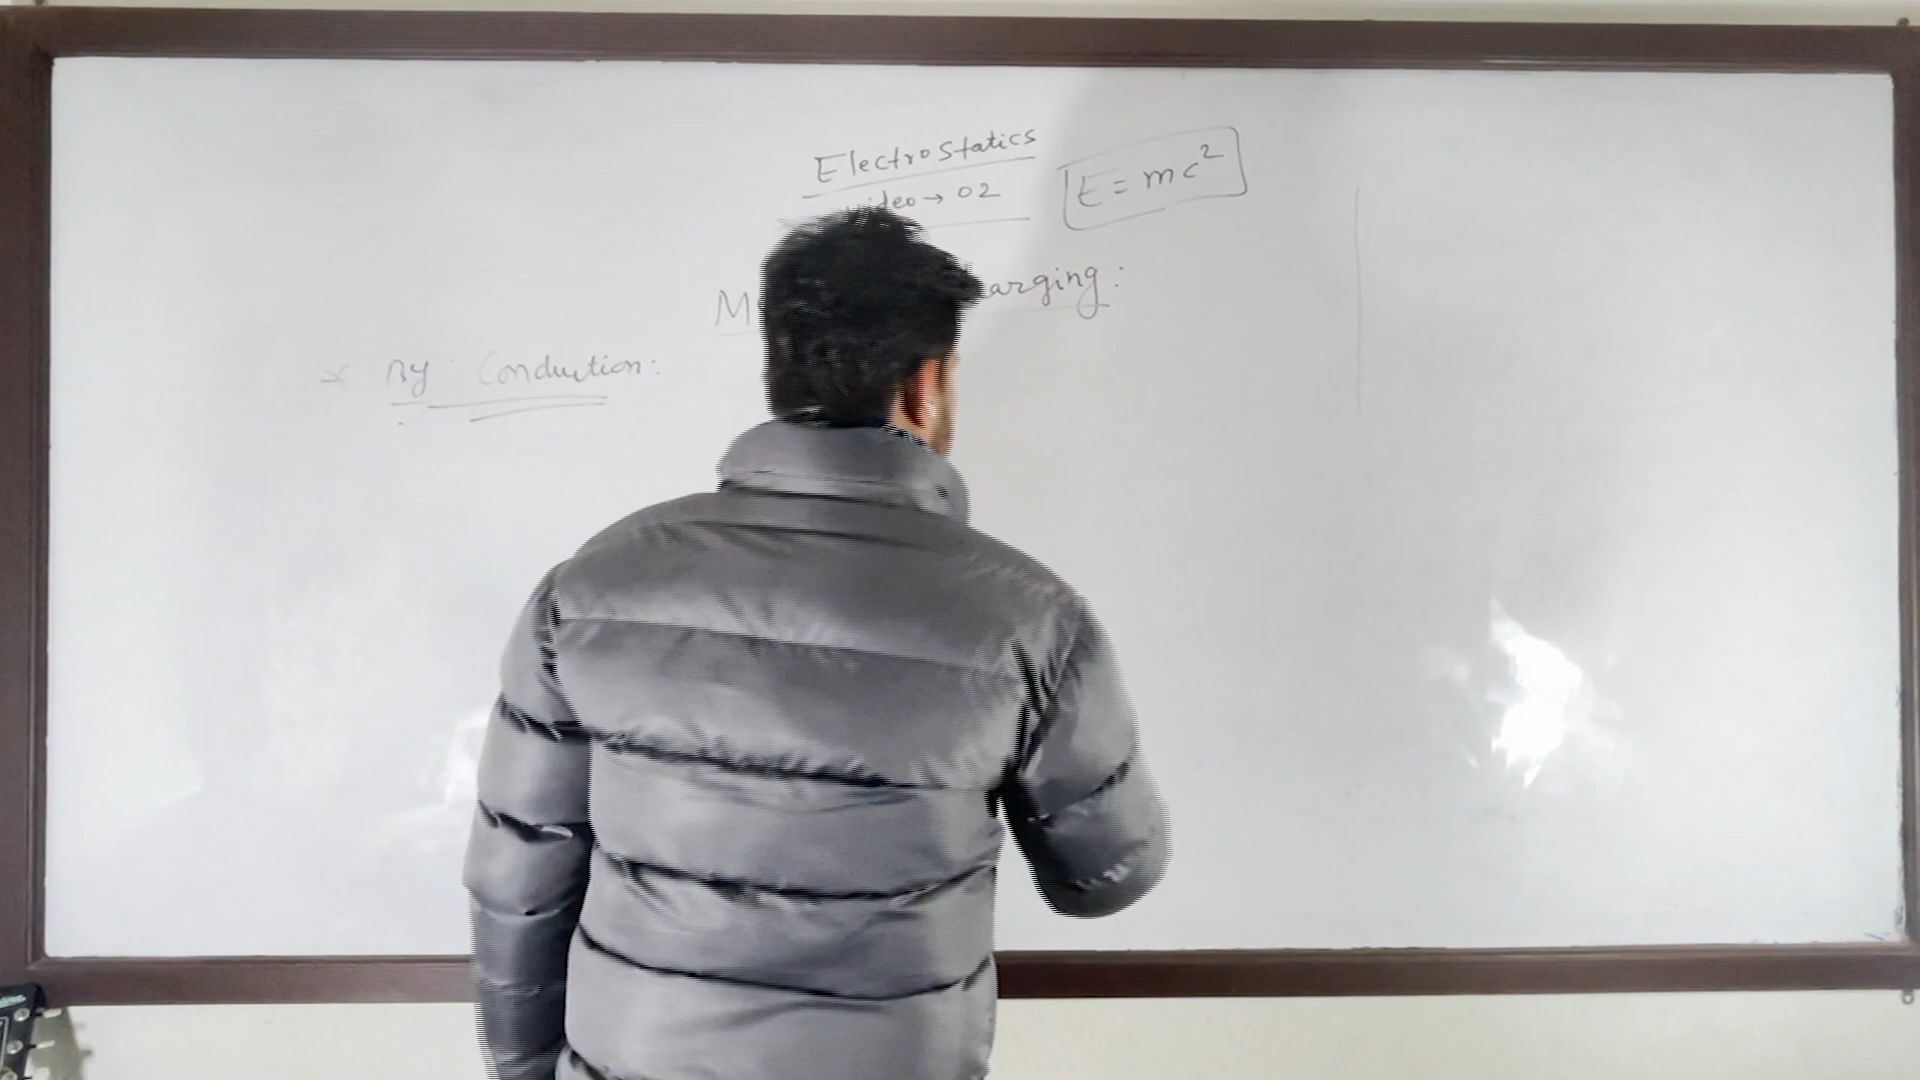 Electrostatics
video → 02
E = mc²
M arging:
* By Conduction: